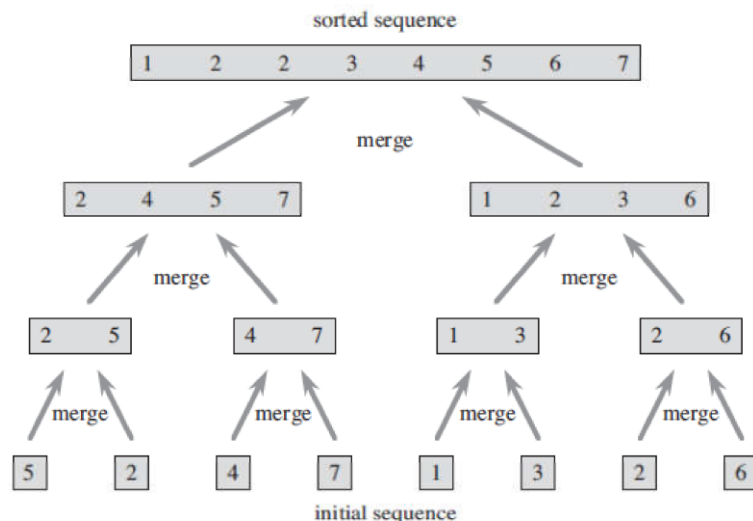 sorted sequence
1 2 2 3 4 5 6 7
merge
2 4 5 7 1 2 3 6
merge merge
2 5 4 7 1 3 2 6
merge merge merge merge
5 2 4 7 1 3 2 6
initial sequence